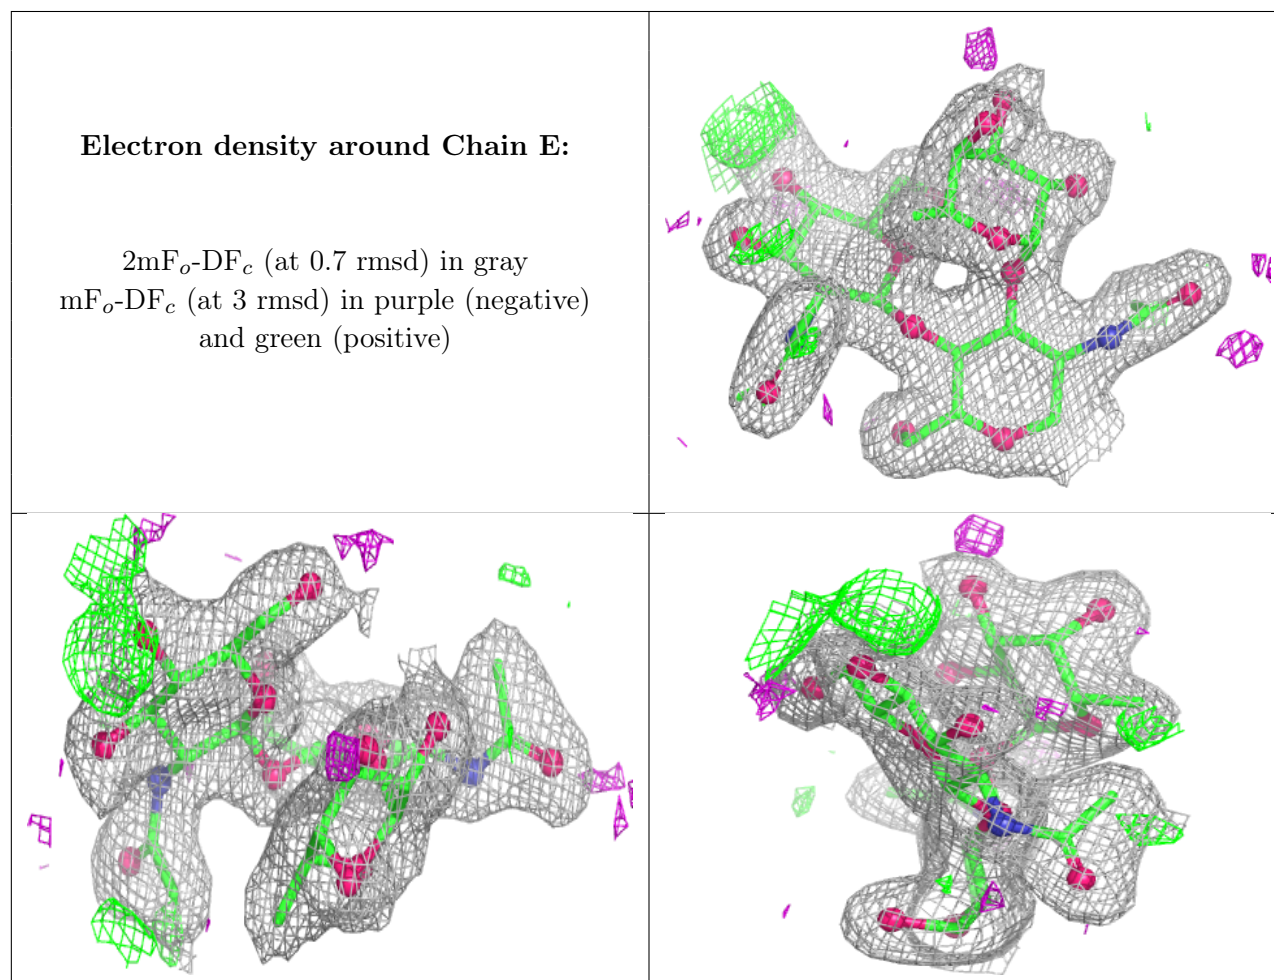 Electron density around Chain E:
2mFₒ-DF𝒸 (at 0.7 rmsd) in gray
mFₒ-DF𝒸 (at 3 rmsd) in purple (negative)
and green (positive)